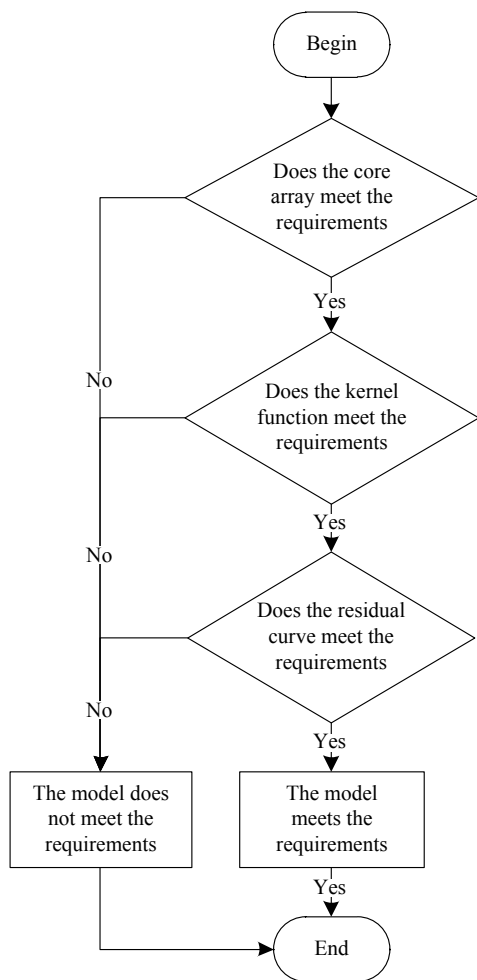 Begin
Does the core
array meet the
requirements
Yes
No
Does the kernel
function meet the
requirements
Yes
No
Does the residual
curve meet the
requirements
No
Yes
The model does
not meet the
requirements
The model
meets the
requirements
Yes
End